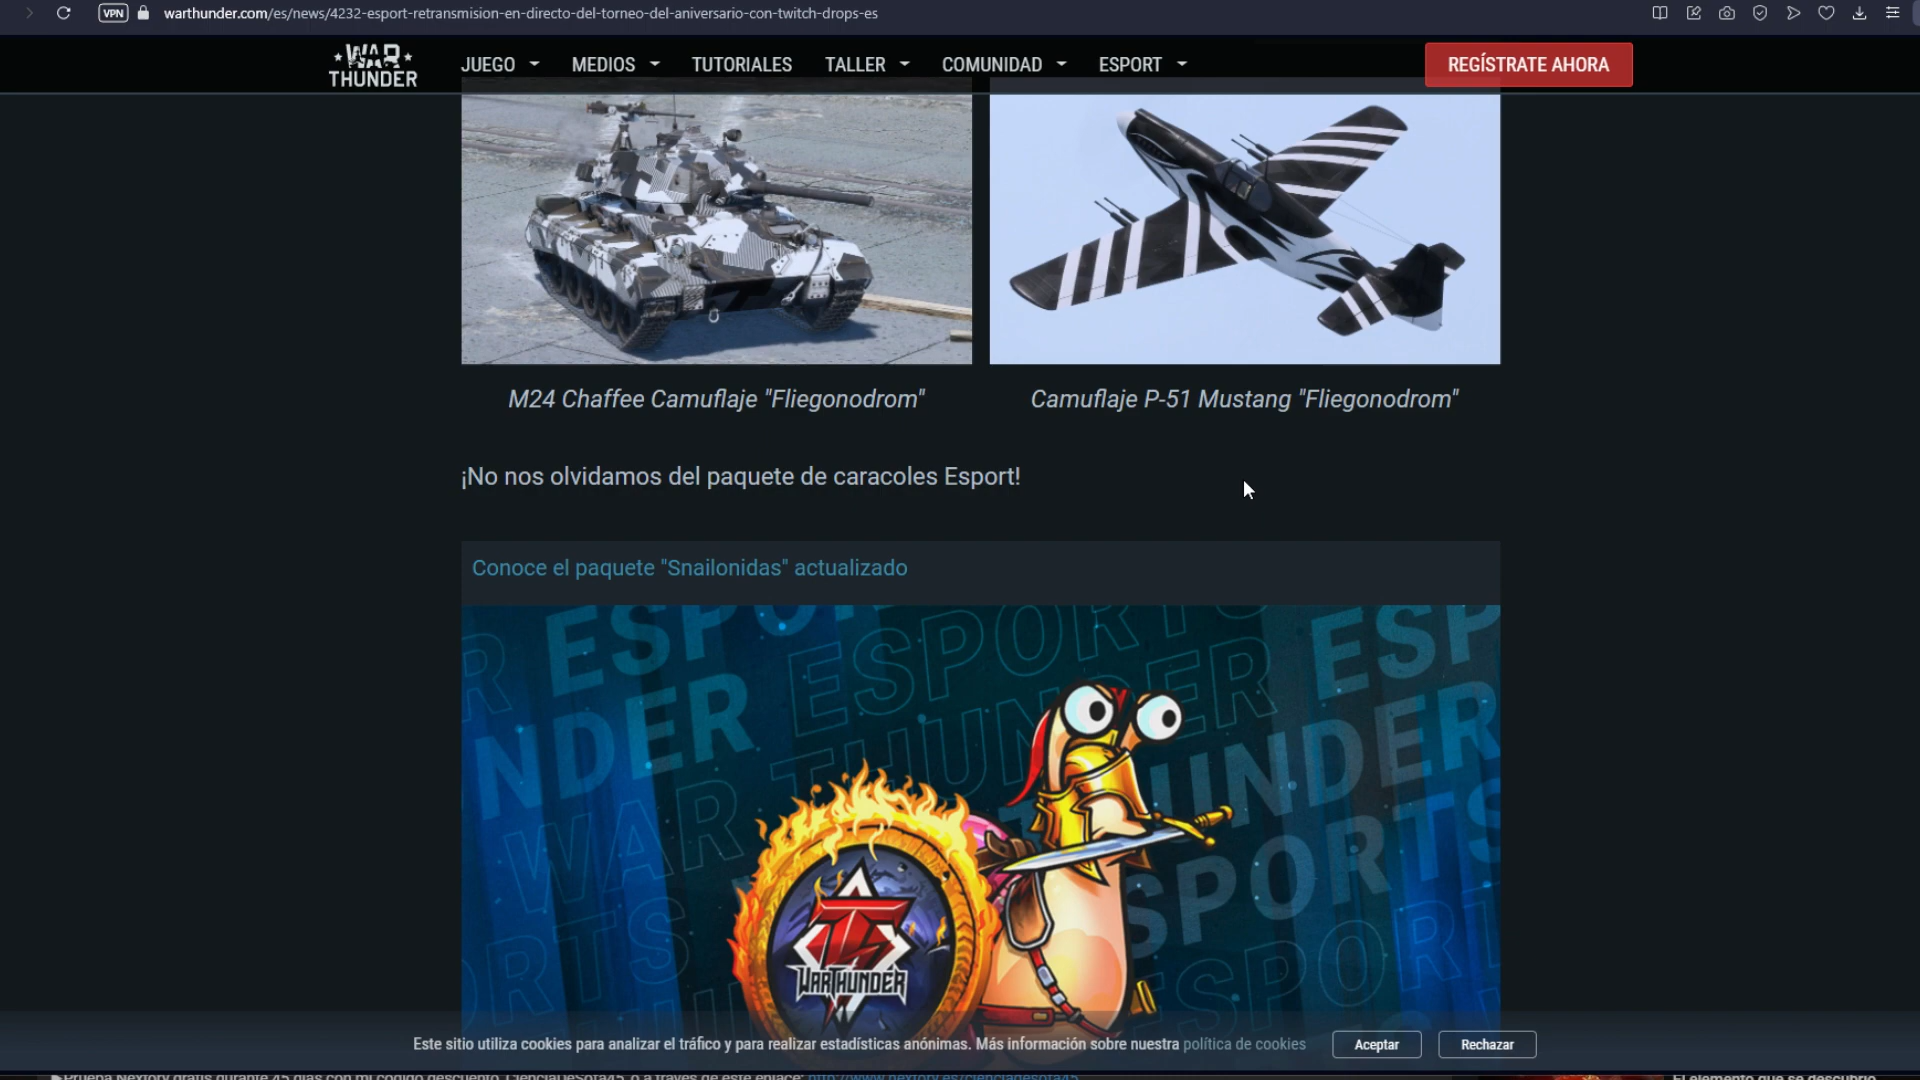 VPN warthunder.com/es/news/4232-esport-retransmision-en-directo-del-torneo-del-aniversario-con-twitch-drops-es
WAR THUNDER
JUEGO MEDIOS TUTORIALES TALLER COMUNIDAD ESPORT REGÍSTRATE AHORA
M24 Chaffee Camuflaje "Fliegonodrom" Camuflaje P-51 Mustang "Fliegonodrom"
¡No nos olvidamos del paquete de caracoles Esport!
Conoce el paquete "Snailonidas" actualizado
ESPORTS
WAR THUNDER
WARTHUNDER
Este sitio utiliza cookies para analizar el tráfico y para realizar estadísticas anónimas. Más información sobre nuestra política de cookies Aceptar Rechazar